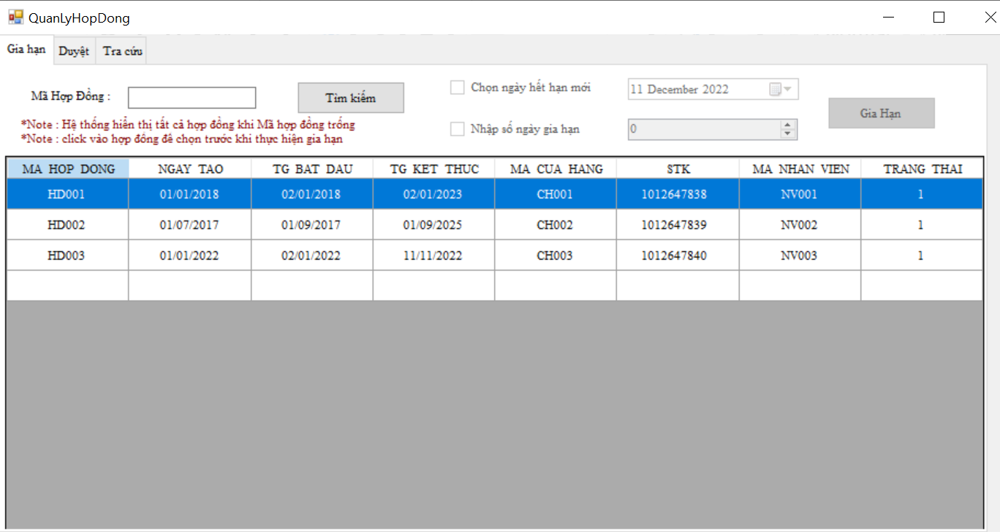 QuanLyHopDong
Gia hạn Duyệt Tra cứu
Mã Hợp Đồng :
Tìm kiếm
*Note : Hệ thống hiển thị tất cả hợp đồng khi Mã hợp đồng trống
*Note : click vào hợp đồng để chọn trước khi thực hiện gia hạn
Chọn ngày hết hạn mới
11 December 2022
Nhập số ngày gia hạn
0
Gia Hạn
MA HOP DONG NGAY TAO TG BAT DAU TG KET THUC MA CUA HANG STK MA NHAN VIEN TRANG THAI
HD001 01/01/2018 02/01/2018 02/01/2023 CH001 1012647838 NV001 1
HD002 01/07/2017 01/09/2017 01/09/2025 CH002 1012647839 NV002 1
HD003 01/01/2022 02/01/2022 11/11/2022 CH003 1012647840 NV003 1